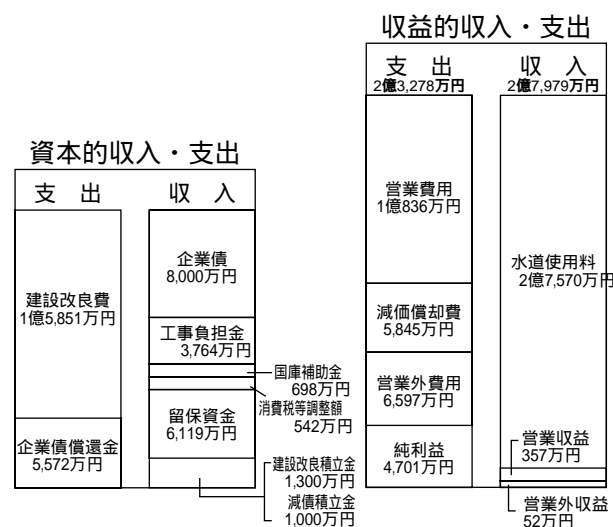 収益的収入・支出
支出
2億3,278万円
収入
2億7,979万円
営業費用
1億836万円
減価償却費
5,845万円
営業外費用
6,597万円
純利益
4,701万円
水道使用料
2億7,570万円
営業収益
357万円
営業外収益
52万円
資本的収入・支出
支出
収入
建設改良費
1億5,851万円
企業債償還金
5,572万円
企業債
8,000万円
工事負担金
3,764万円
国庫補助金
698万円
消費税等調整額
542万円
留保資金
6,119万円
建設改良積立金
1,300万円
減債積立金
1,000万円